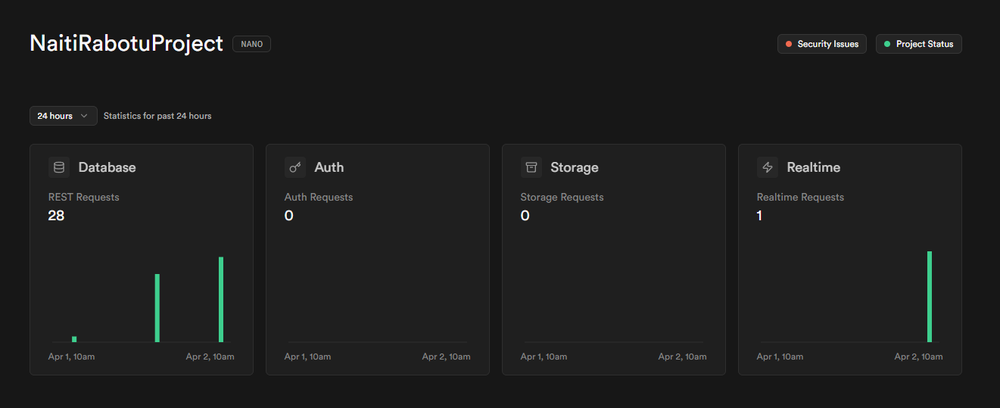 NaitiRabotuProject NANO Security Issues Project Status
24 hours Statistics for past 24 hours
Database
REST Requests
28
Apr 1, 10am Apr 2, 10am
Auth
Auth Requests
0
Apr 1, 10am Apr 2, 10am
Storage
Storage Requests
0
Apr 1, 10am Apr 2, 10am
Realtime
Realtime Requests
1
Apr 1, 10am Apr 2, 10am